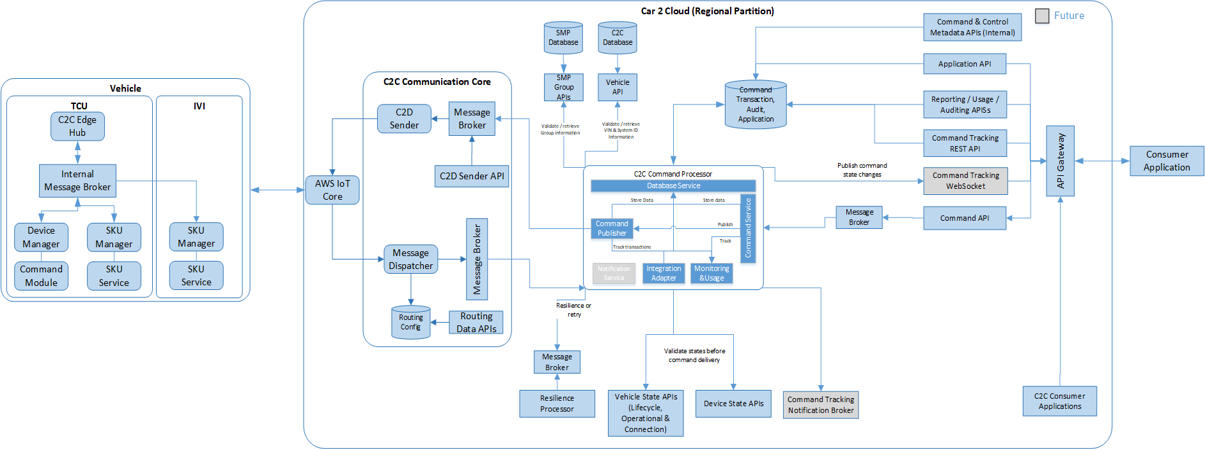 Car 2 Cloud (Regional Partition)
Future
Vehicle
TCU
IVI
C2C Edge
Hub
Internal
Message Broker
Device
Manager
SKU
Manager
SKU
Manager
Command
Module
SKU
Service
SKU
Service
AWS IoT
Core
C2C Communication Core
C2D
Sender
Message
Broker
C2D Sender API
Message
Dispatcher
Message Broker
Routing
Config
Routing
Data APIs
SMP
Database
C2C
Database
SMP
Group
APIs
Vehicle
API
Validate / retrieve
Group information
Validate / retrieve
VIN & System ID
Information
Command
Transaction,
Audit,
Application
C2C Command Processor
Database Service
Store Data
Store data
Command
Publisher
Publish
Command Service
Track transactions
Track
Notification
Service
Integration
Adapter
Monitoring
&Usage
Resilience or
retry
Message
Broker
Resilience
Processor
Validate states before
command delivery
Vehicle State APIs
(Lifecycle,
Operational &
Connection)
Device State APIs
Command Tracking
Notification Broker
Command & Control
Metadata APIs (Internal)
Application API
Reporting / Usage /
Auditing APISs
Command Tracking
REST API
Publish command
state changes
Command Tracking
WebSocket
Message
Broker
Command API
API Gateway
Consumer
Application
C2C Consumer
Applications